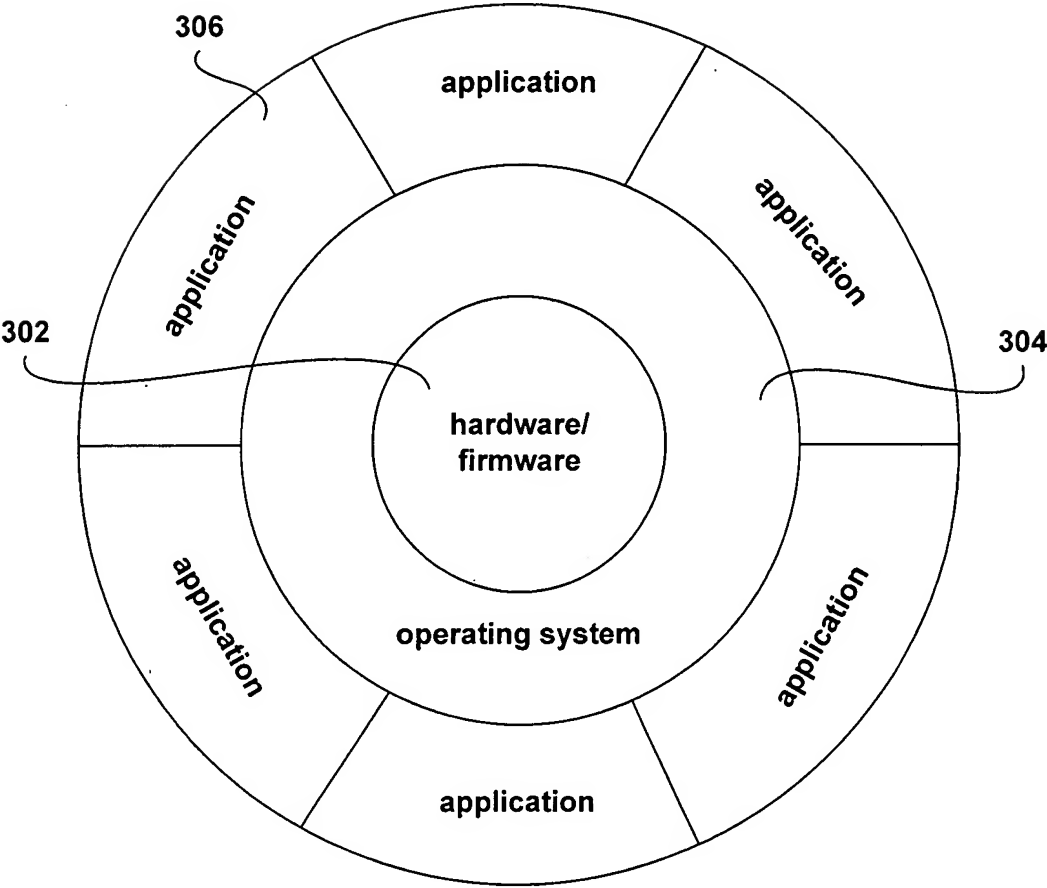 306
application
application
application
302
304
hardware/
firmware
application
operating system
application
application